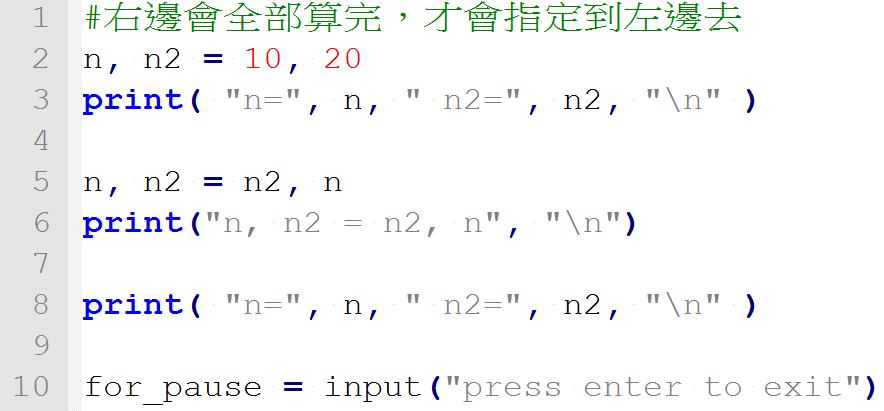 1 #右邊會全部算完，才會指定到左邊去
2 n, n2 = 10, 20
3 print( "n=", n, " n2=", n2, "\n" )
4
5 n, n2 = n2, n
6 print("n, n2 = n2, n", "\n")
7
8 print( "n=", n, " n2=", n2, "\n" )
9
10 for_pause = input("press enter to exit")